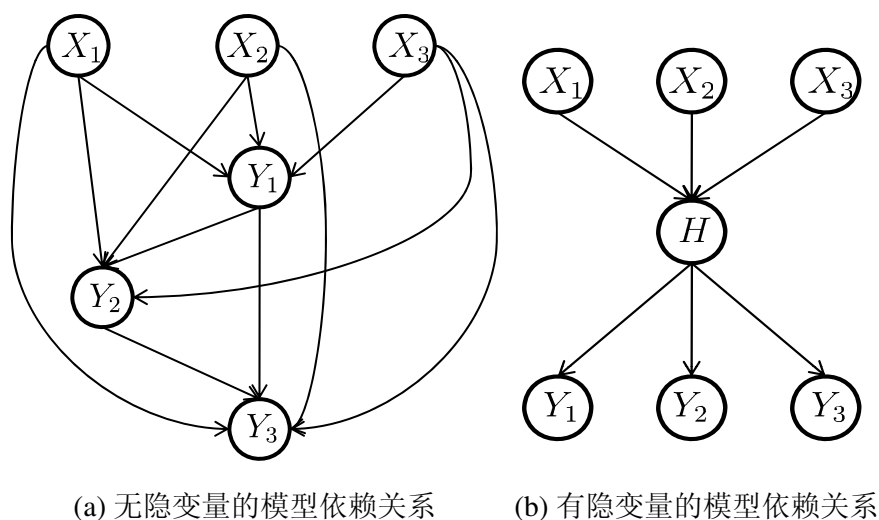 X₁ X₂ X₃
Y₁
Y₂
Y₃
X₁ X₂ X₃
H
Y₁ Y₂ Y₃
(a) 无隐变量的模型依赖关系
(b) 有隐变量的模型依赖关系